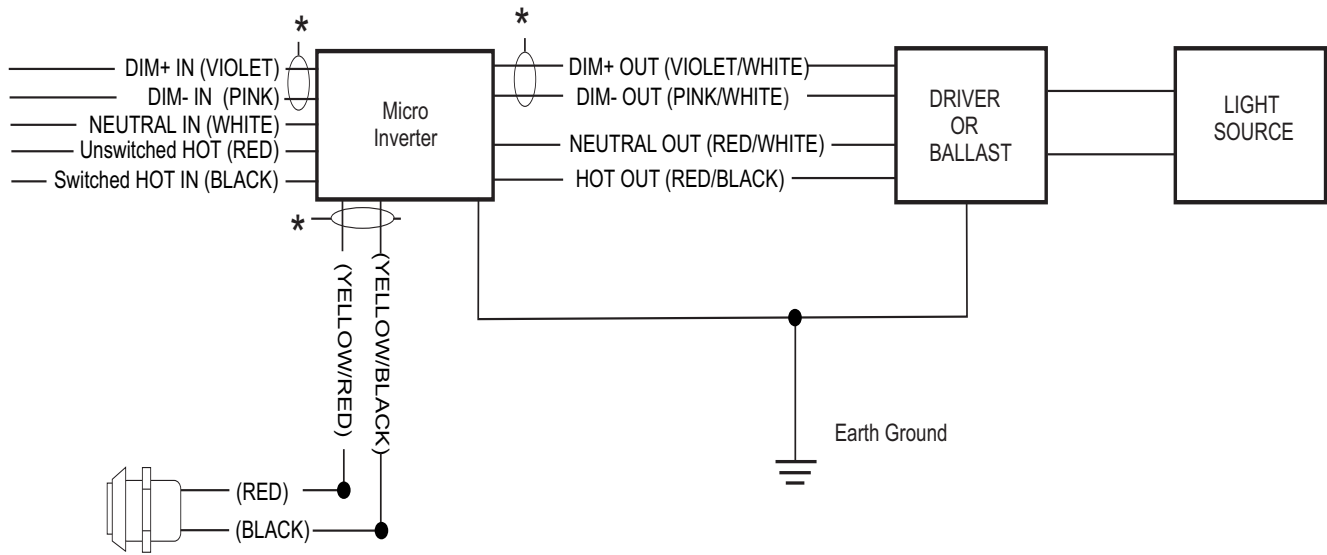 *
*
DIM+ IN (VIOLET)
DIM- IN (PINK)
NEUTRAL IN (WHITE)
Unswitched HOT (RED)
Switched HOT IN (BLACK)
Micro
Inverter
DIM+ OUT (VIOLET/WHITE)
DIM- OUT (PINK/WHITE)
NEUTRAL OUT (RED/WHITE)
HOT OUT (RED/BLACK)
DRIVER
OR
BALLAST
LIGHT
SOURCE
*
(YELLOW/RED)
(YELLOW/BLACK)
Earth Ground
(RED)
(BLACK)